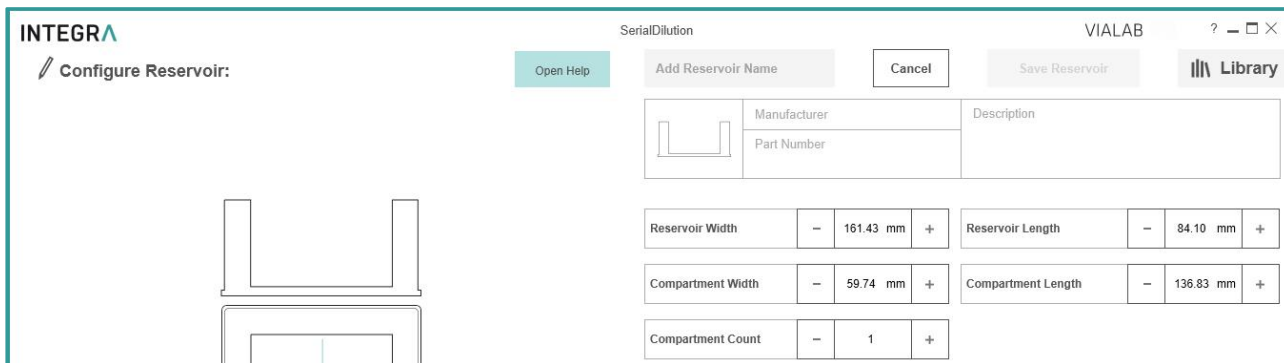 INTEGRA
SerialDilution
VIALAB
?
Configure Reservoir:
Open Help
Add Reservoir Name
Cancel
Save Reservoir
Library
Manufacturer
Description
Part Number
Reservoir Width
−
161.43 mm
+
Reservoir Length
−
84.10 mm
+
Compartment Width
−
59.74 mm
+
Compartment Length
−
136.83 mm
+
Compartment Count
−
1
+